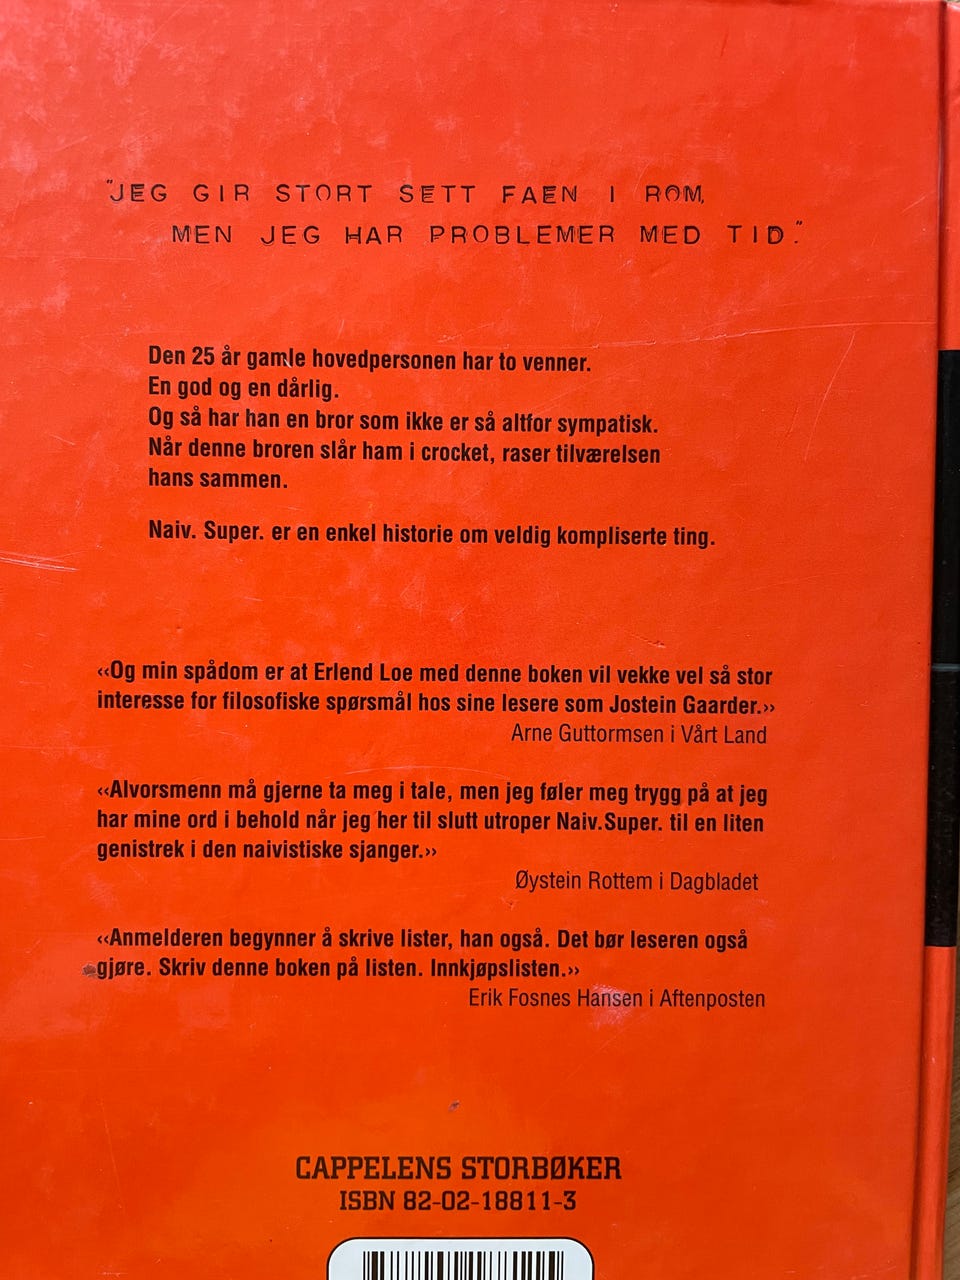 "JEG GIR STORT SETT FAEN I ROM,
MEN JEG HAR PROBLEMER MED TID."
Den 25 år gamle hovedpersonen har to venner.
En god og en dårlig.
Og så har han en bror som ikke er så altfor sympatisk.
Når denne broren slår ham i crocket, raser tilværelsen
hans sammen.
Naiv. Super. er en enkel historie om veldig kompliserte ting.
‹‹Og min spådom er at Erlend Loe med denne boken vil vekke vel så stor
interesse for filosofiske spørsmål hos sine lesere som Jostein Gaarder.››
Arne Guttormsen i Vårt Land
‹‹Alvorsmenn må gjerne ta meg i tale, men jeg føler meg trygg på at jeg
har mine ord i behold når jeg her til slutt utroper Naiv.Super. til en liten
genistrek i den naivistiske sjanger.››
Øystein Rottem i Dagbladet
‹‹Anmelderen begynner å skrive lister, han også. Det bør leseren også
gjøre. Skriv denne boken på listen. Innkjøpslisten.››
Erik Fosnes Hansen i Aftenposten
CAPPELENS STORBØKER
ISBN 82-02-18811-3